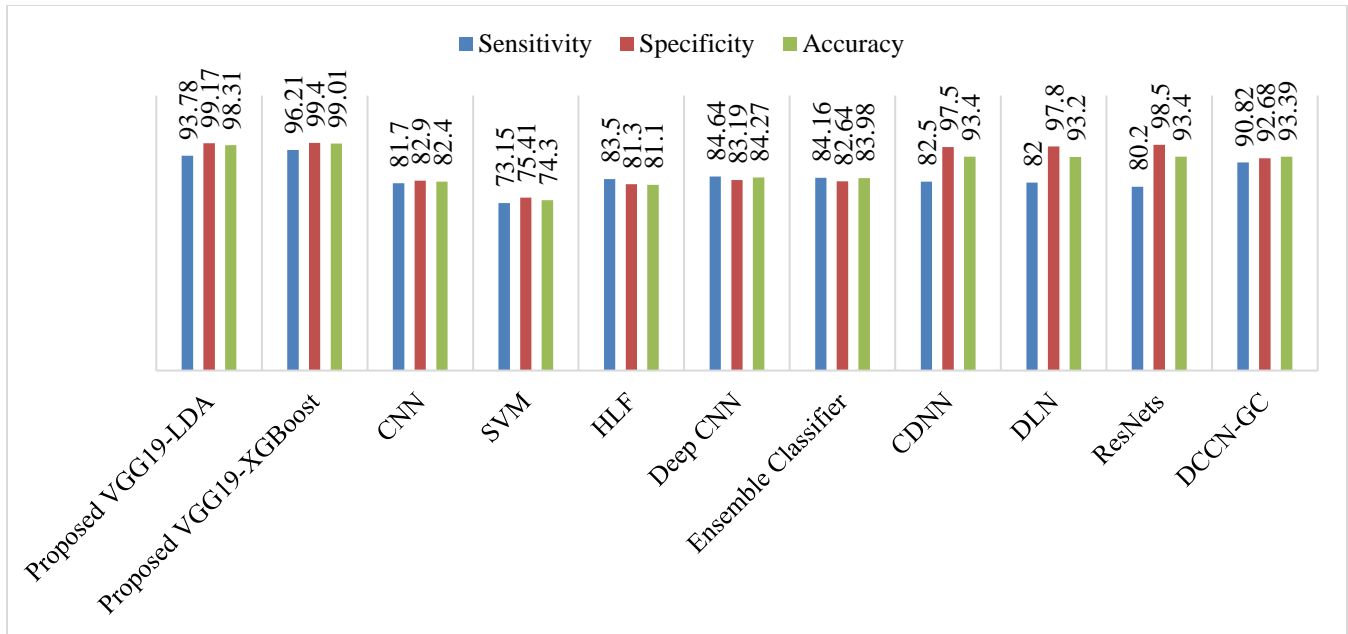 Sensitivity Specificity Accuracy
93.78 99.17 98.31
96.21 99.4 99.01
81.7 82.9 82.4
73.15 75.41 74.3
83.5 81.3 81.1
84.64 83.19 84.27
84.16 82.64 83.98
82.5 97.5 93.4
82 97.8 93.2
80.2 98.5 93.4
90.82 92.68 93.39
Proposed VGG19-LDA
Proposed VGG19-XGBoost
CNN
SVM
HLF
Deep CNN
Ensemble Classifier
CDNN
DLN
ResNets
DCCN-GC